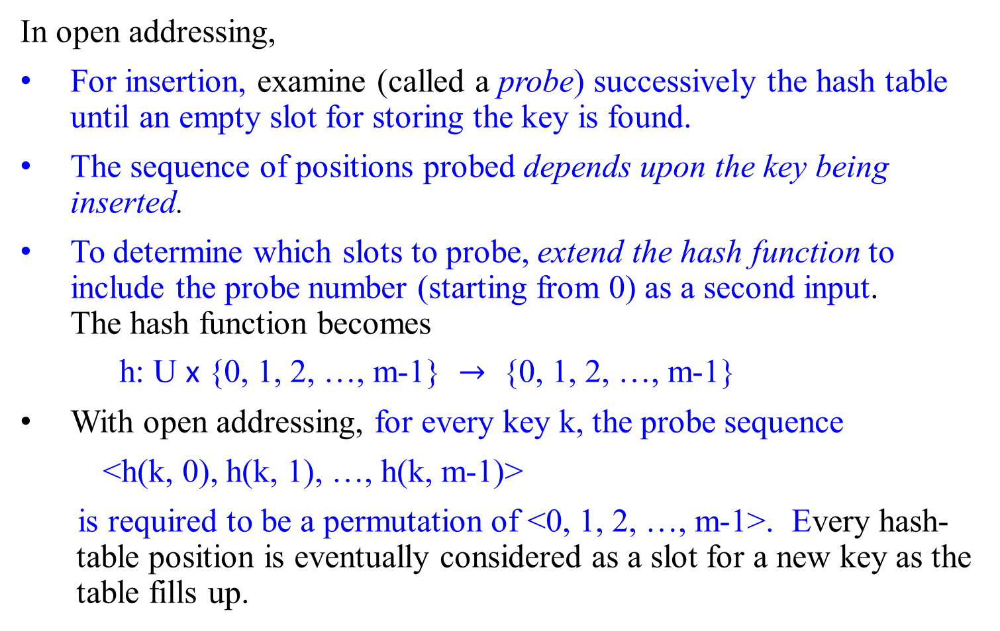 In open addressing,
• For insertion, examine (called a probe) successively the hash table
until an empty slot for storing the key is found.
• The sequence of positions probed depends upon the key being
inserted.
• To determine which slots to probe, extend the hash function to
include the probe number (starting from 0) as a second input.
The hash function becomes
h: U x {0, 1, 2, …, m-1} → {0, 1, 2, …, m-1}
• With open addressing, for every key k, the probe sequence
<h(k, 0), h(k, 1), …, h(k, m-1)>
is required to be a permutation of <0, 1, 2, …, m-1>. Every hash-
table position is eventually considered as a slot for a new key as the
table fills up.